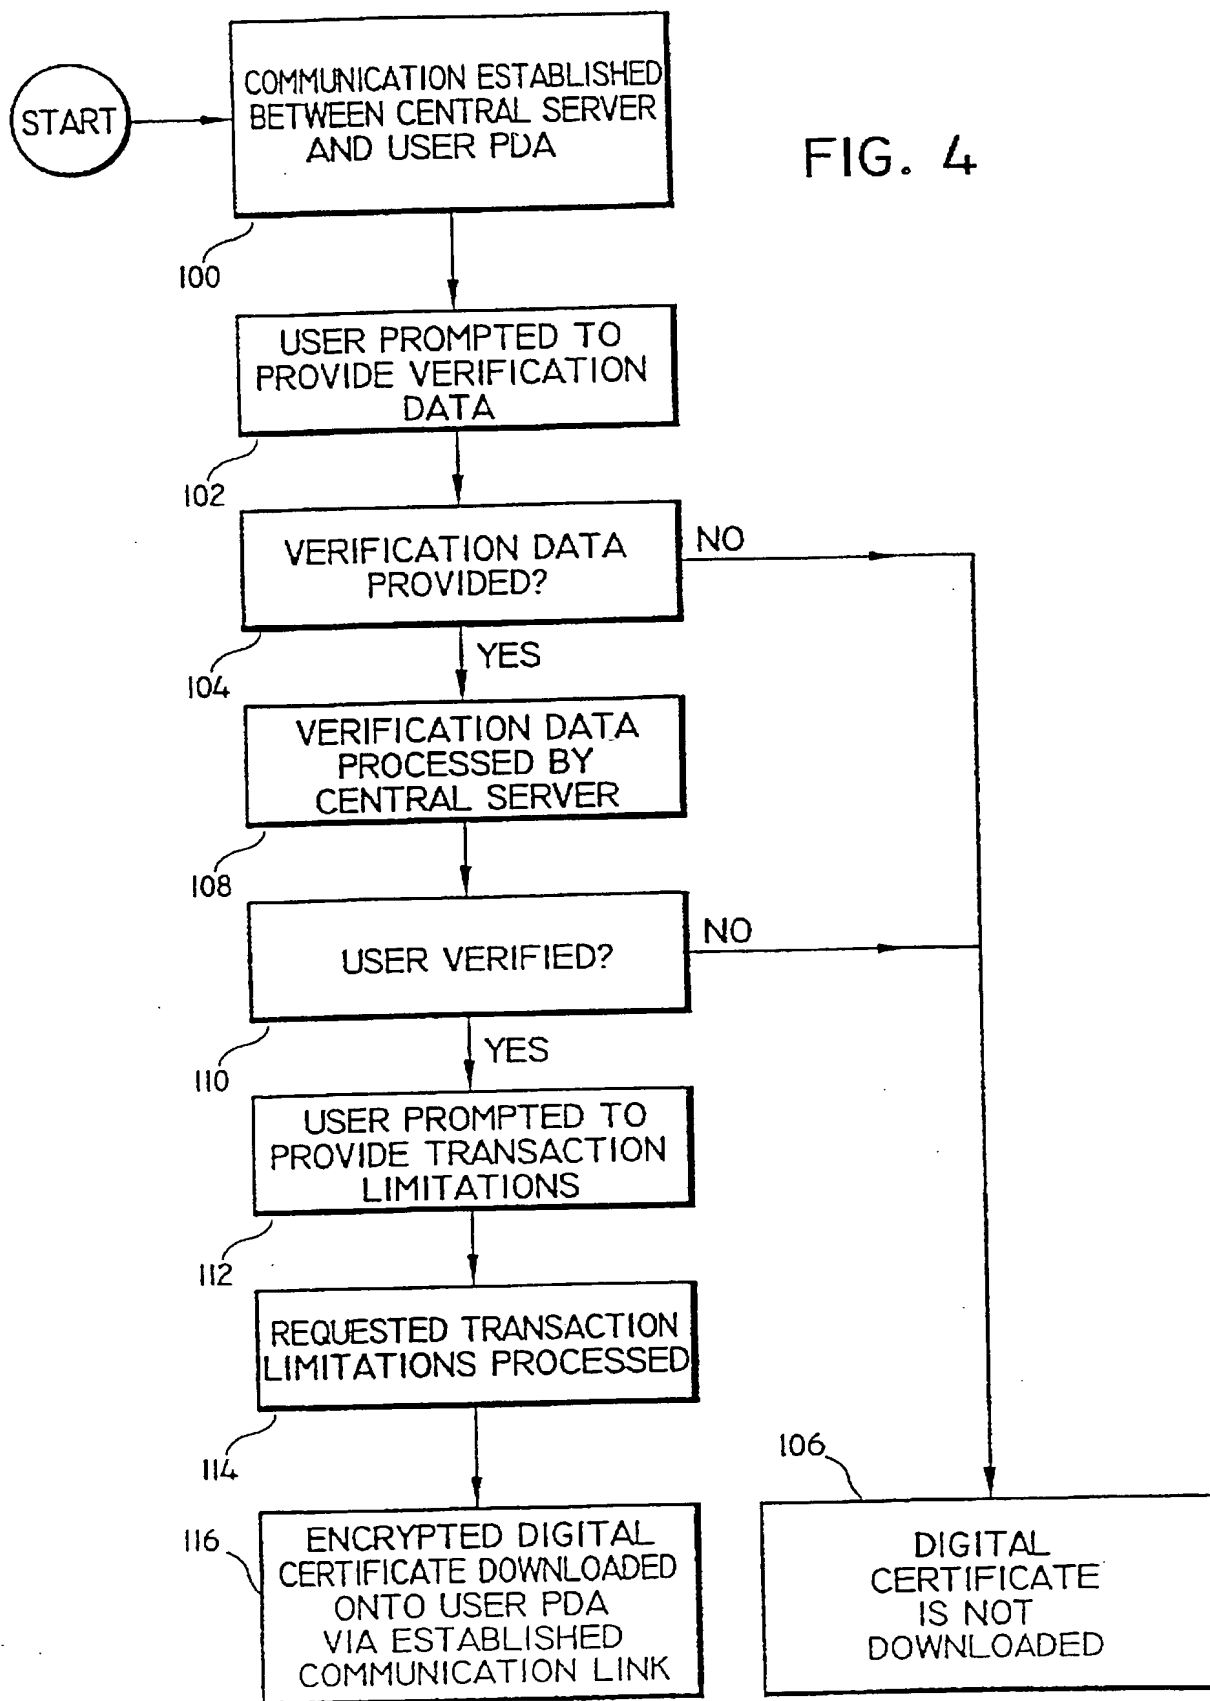 START
COMMUNICATION ESTABLISHED
BETWEEN CENTRAL SERVER
AND USER PDA
FIG. 4
100
USER PROMPTED TO
PROVIDE VERIFICATION
DATA
102
VERIFICATION DATA
PROVIDED?
NO
104
YES
VERIFICATION DATA
PROCESSED BY
CENTRAL SERVER
108
USER VERIFIED?
NO
110
YES
USER PROMPTED TO
PROVIDE TRANSACTION
LIMITATIONS
112
REQUESTED TRANSACTION
LIMITATIONS PROCESSED
114
116
ENCRYPTED DIGITAL
CERTIFICATE DOWNLOADED
ONTO USER PDA
VIA ESTABLISHED
COMMUNICATION LINK
106
DIGITAL
CERTIFICATE
IS NOT
DOWNLOADED